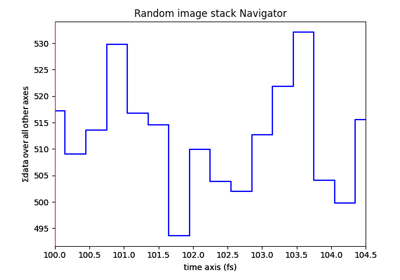 Random image stack Navigator
530
525
520
515
510
505
500
495
Σdata over all other axes
100.0 100.5 101.0 101.5 102.0 102.5 103.0 103.5 104.0 104.5
time axis (fs)